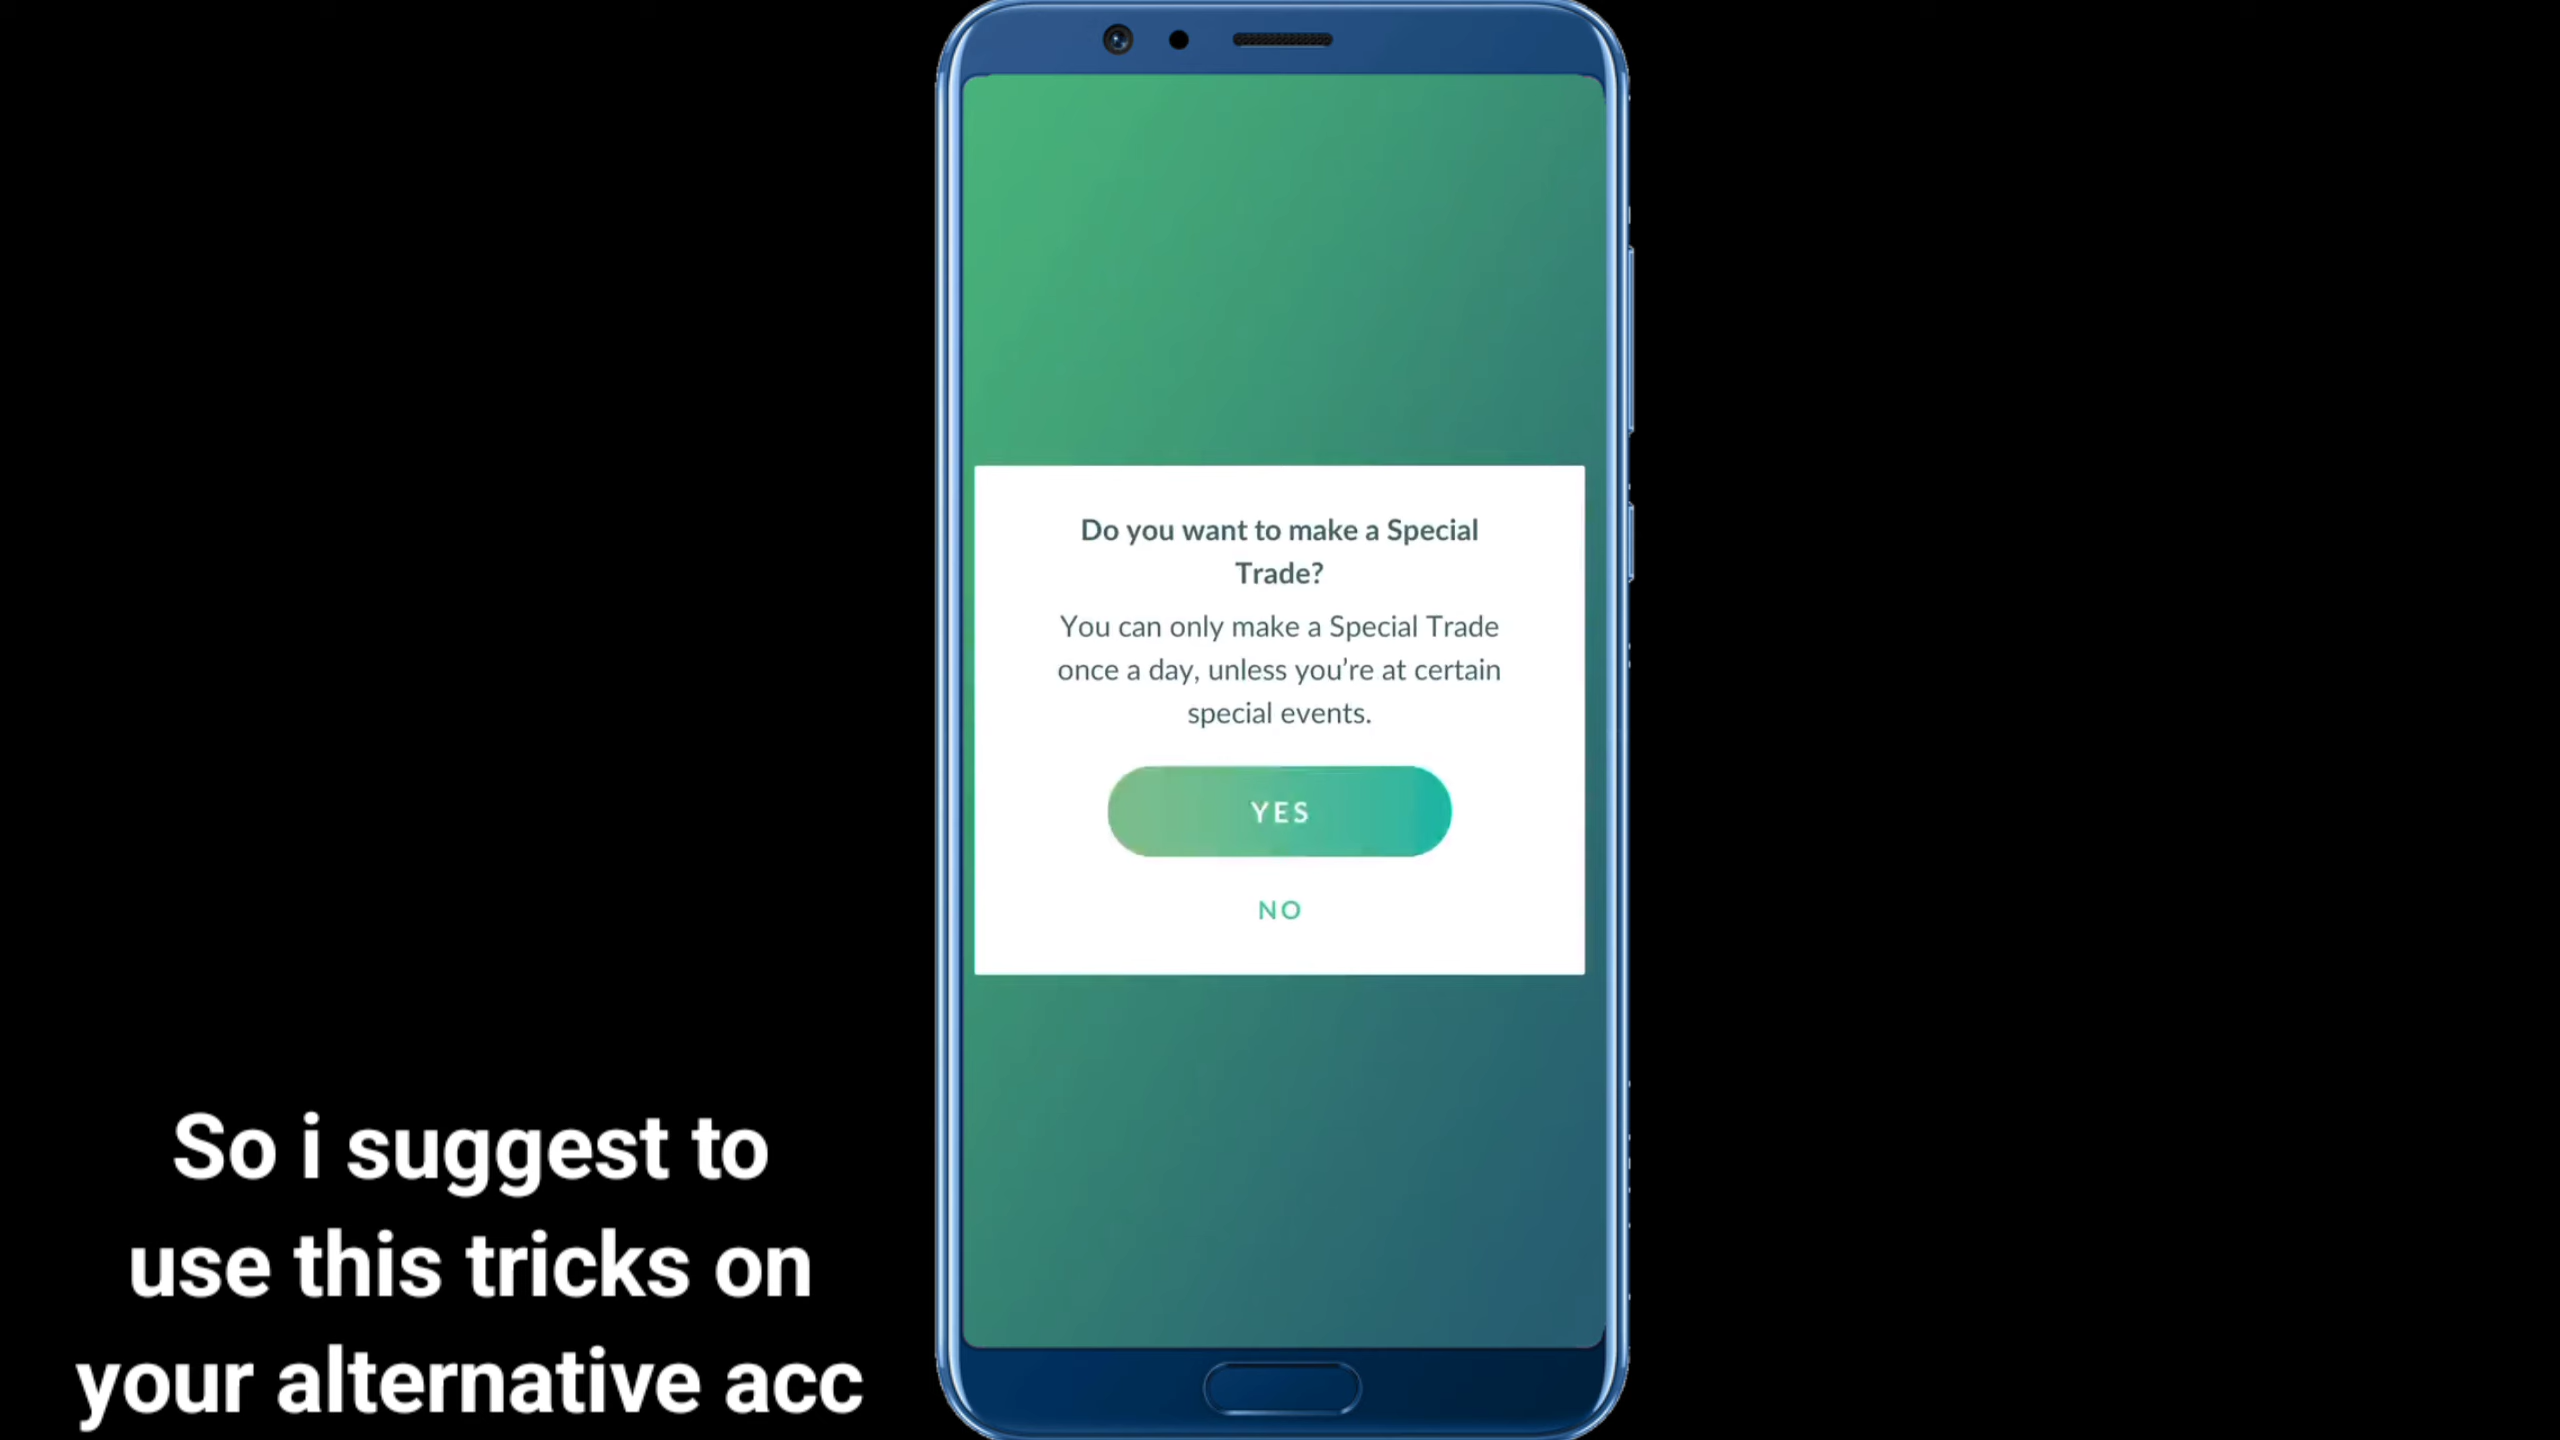 Do you want to make a Special
Trade?
You can only make a Special Trade
once a day, unless you're at certain
special events.
YES
NO
So i suggest to
use this tricks on
your alternative acc